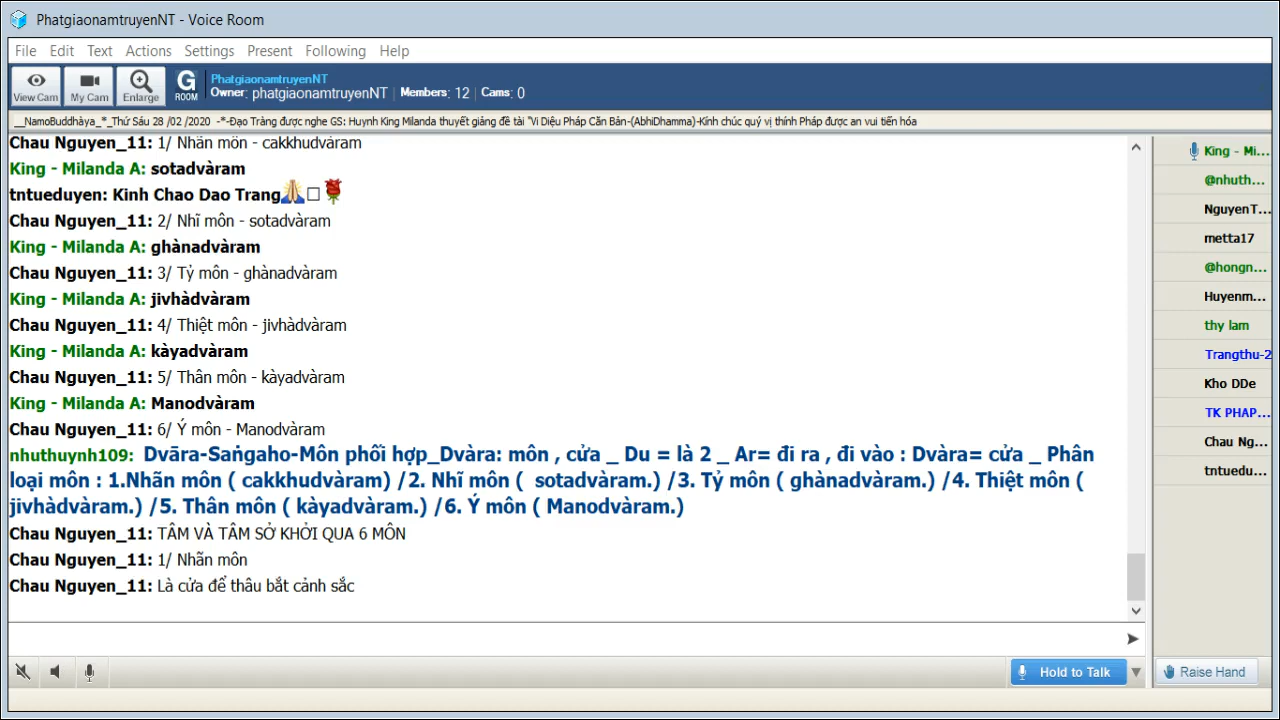 PhatgiaonamtruyenNT - Voice Room
File Edit Text Actions Settings Present Following Help
View Cam My Cam Enlarge G ROOM
PhatgiaonamtruyenNT
Owner: phatgiaonamtruyenNT | Members: 12 | Cams: 0
__NamoBuddhàya_*_Thứ Sáu 28 /02 /2020 -*-Đạo Tràng được nghe GS: Huynh King Milanda thuyết giảng đề tài "Vi Diệu Pháp Căn Bản-(AbhiDhamma)-Kính chúc quý vị thính Pháp được an vui tiến hóa
Chau Nguyen_11: 1/ Nhãn môn - cakkhudvàram
King - Milanda A: sotadvàram
tntueduyen: Kinh Chao Dao Trang🙏□🌹
Chau Nguyen_11: 2/ Nhĩ môn - sotadvàram
King - Milanda A: ghànadvàram
Chau Nguyen_11: 3/ Tỷ môn - ghànadvàram
King - Milanda A: jivhàdvàram
Chau Nguyen_11: 4/ Thiệt môn - jivhàdvàram
King - Milanda A: kàyadvàram
Chau Nguyen_11: 5/ Thân môn - kàyadvàram
King - Milanda A: Manodvàram
Chau Nguyen_11: 6/ Ý môn - Manodvàram
nhuthuynh109: Dvāra-Saṅgaho-Môn phối hợp_Dvàra: môn , cửa _ Du = là 2 _ Ar= đi ra , đi vào : Dvàra= cửa _ Phân
loại môn : 1.Nhãn môn ( cakkhudvàram) /2. Nhĩ môn ( sotadvàram.) /3. Tỷ môn ( ghànadvàram.) /4. Thiệt môn (
jivhàdvàram.) /5. Thân môn ( kàyadvàram.) /6. Ý môn ( Manodvàram.)
Chau Nguyen_11: TÂM VÀ TÂM SỞ KHỞI QUA 6 MÔN
Chau Nguyen_11: 1/ Nhãn môn
Chau Nguyen_11: Là cửa để thâu bắt cảnh sắc
King - Mi...
@nhuth...
NguyenT...
metta17
@hongn...
Huyenm...
thy lam
Trangthu-2
Kho DDe
TK PHAP...
Chau Ng...
tntuedu...
Hold to Talk
Raise Hand